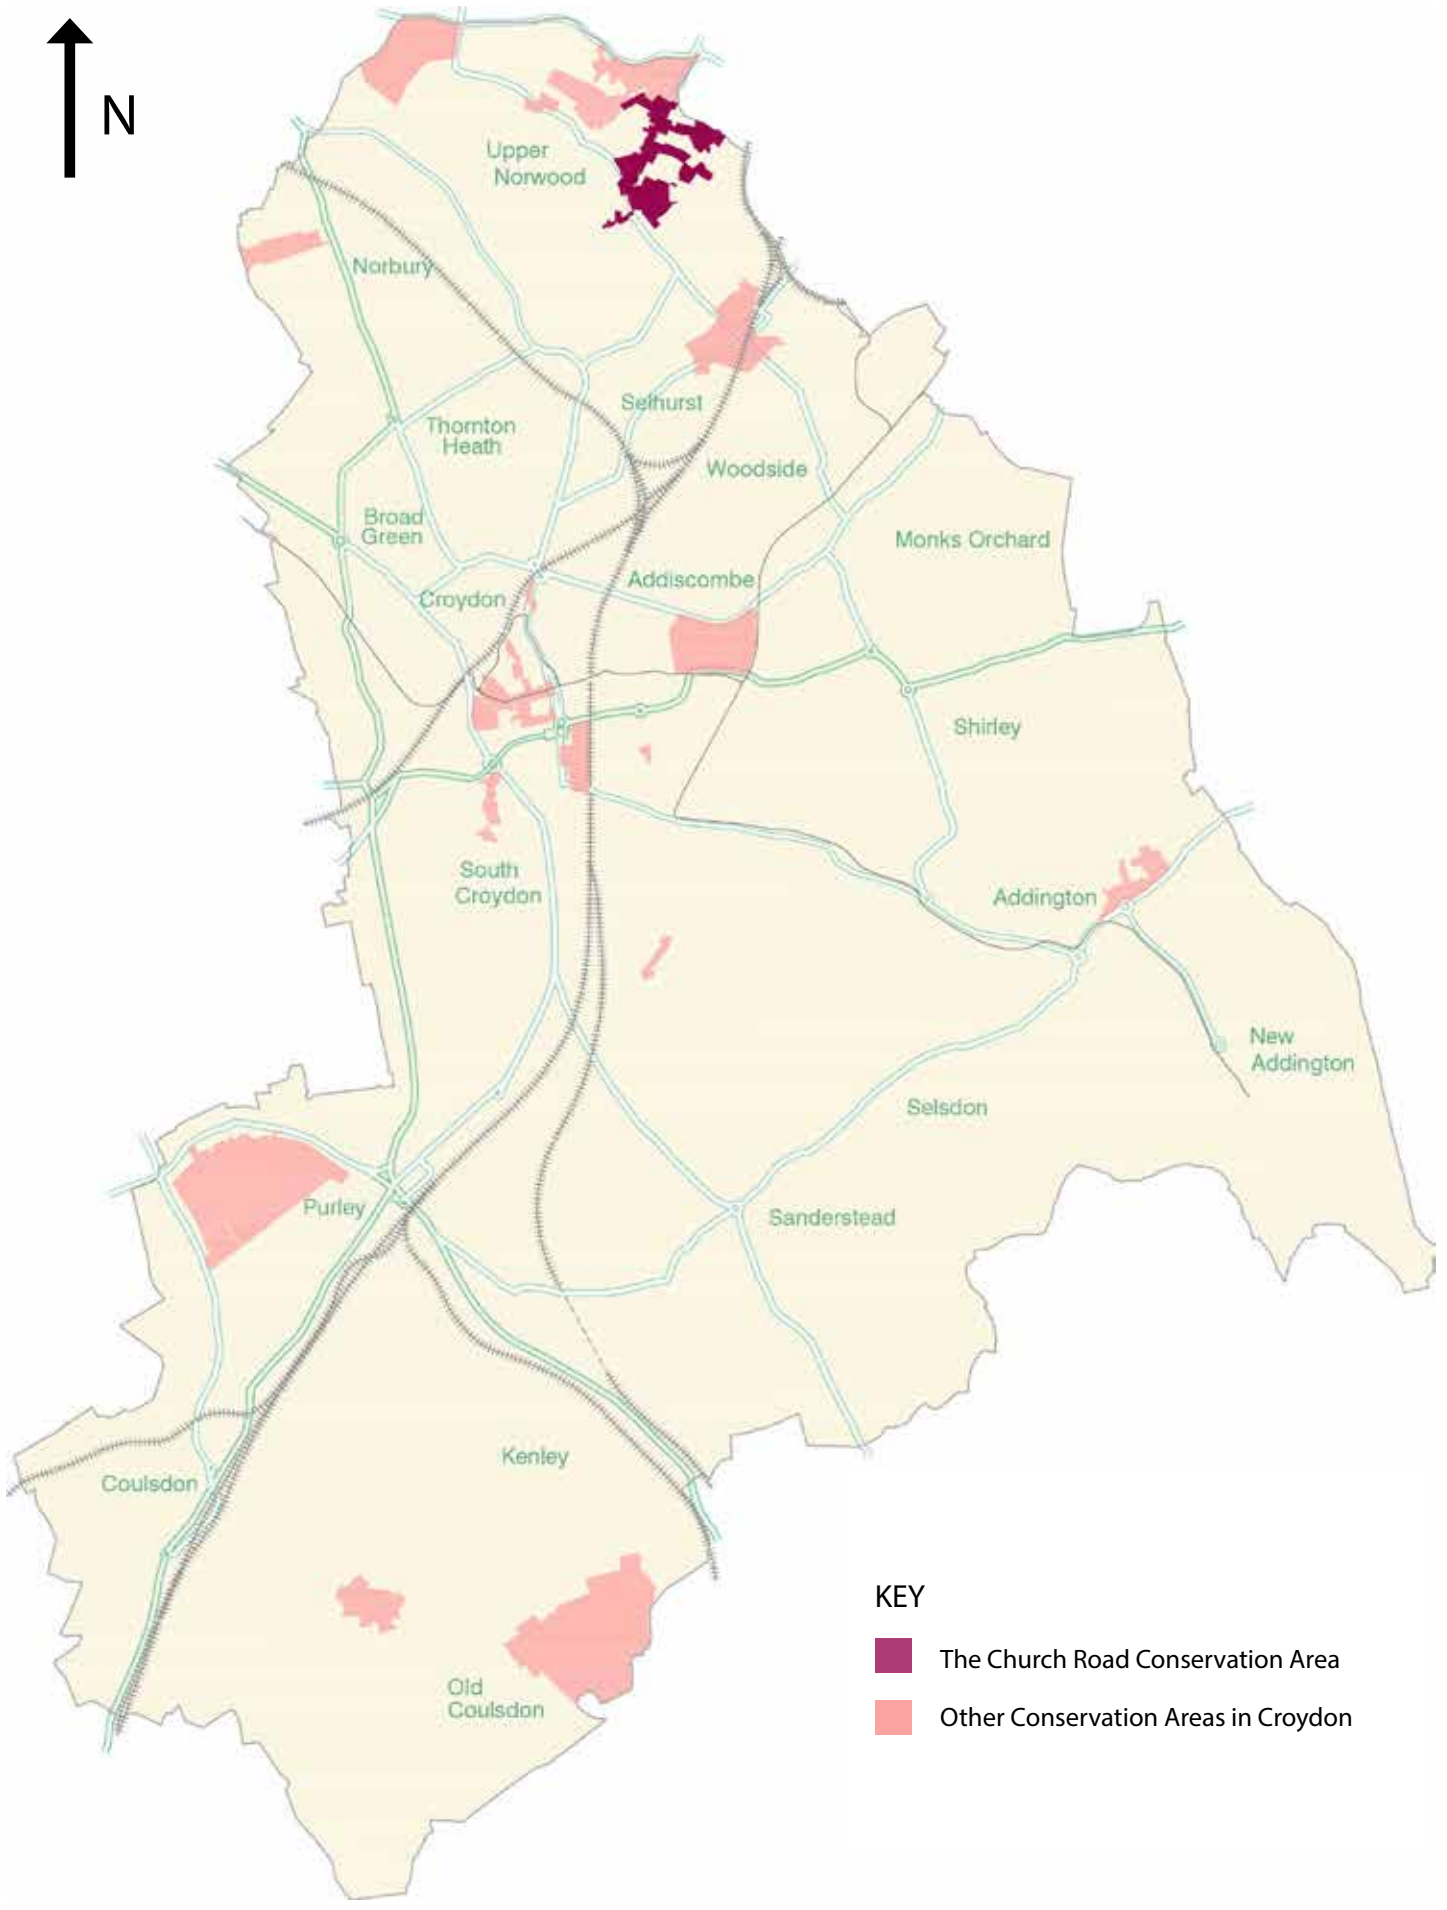 N
Upper
Norwood
Norbury
Selhurst
Thornton
Heath
Woodside
Broad
Green
Monks Orchard
Addiscombe
Croydon
Shirley
South
Croydon
Addington
New
Addington
Selsdon
Purley
Sanderstead
Kenley
Coulsdon
Old
Coulsdon
KEY
The Church Road Conservation Area
Other Conservation Areas in Croydon